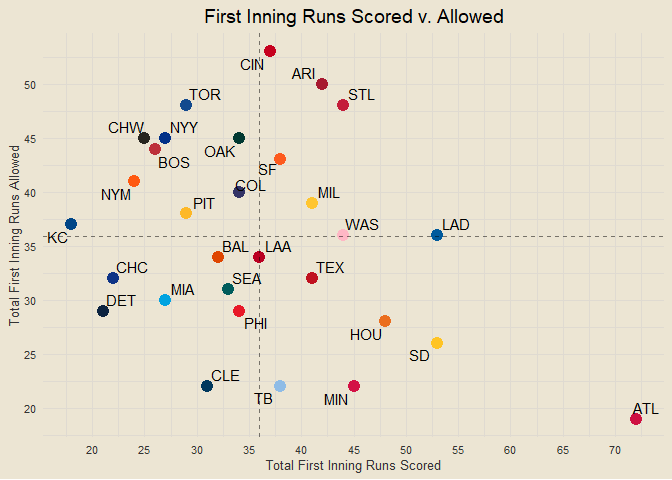 First Inning Runs Scored v. Allowed
Total First Inning Runs Allowed
50
45
40
35
30
25
20
CIN
ARI
TOR
STL
CHW
NYY
OAK
BOS
SF
NYM
COL
MIL
PIT
KC
WAS
LAD
BAL
LAA
CHC
SEA
TEX
MIA
DET
PHI
HOU
SD
CLE
TB
MIN
ATL
20 25 30 35 40 45 50 55 60 65 70
Total First Inning Runs Scored